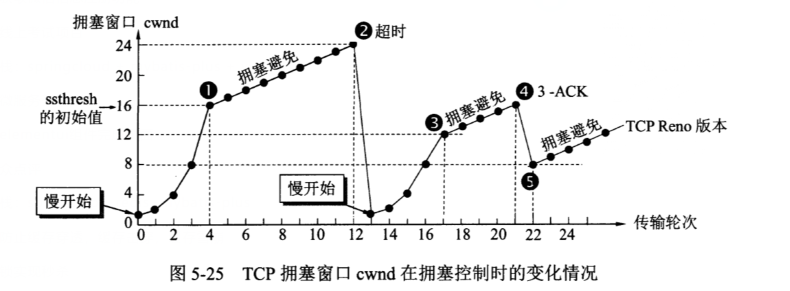 拥塞窗口 cwnd
❷ 超时
24
拥塞避免
20
❶
❹ 3 -ACK
ssthresh
的初始值
16
❸ 拥塞避免
拥塞避免
TCP Reno 版本
12
8
❺
慢开始
慢开始
4
0
0 2 4 6 8 10 12 13 14 16 18 20 21 22 24
传输轮次
图 5-25 TCP 拥塞窗口 cwnd 在拥塞控制时的变化情况